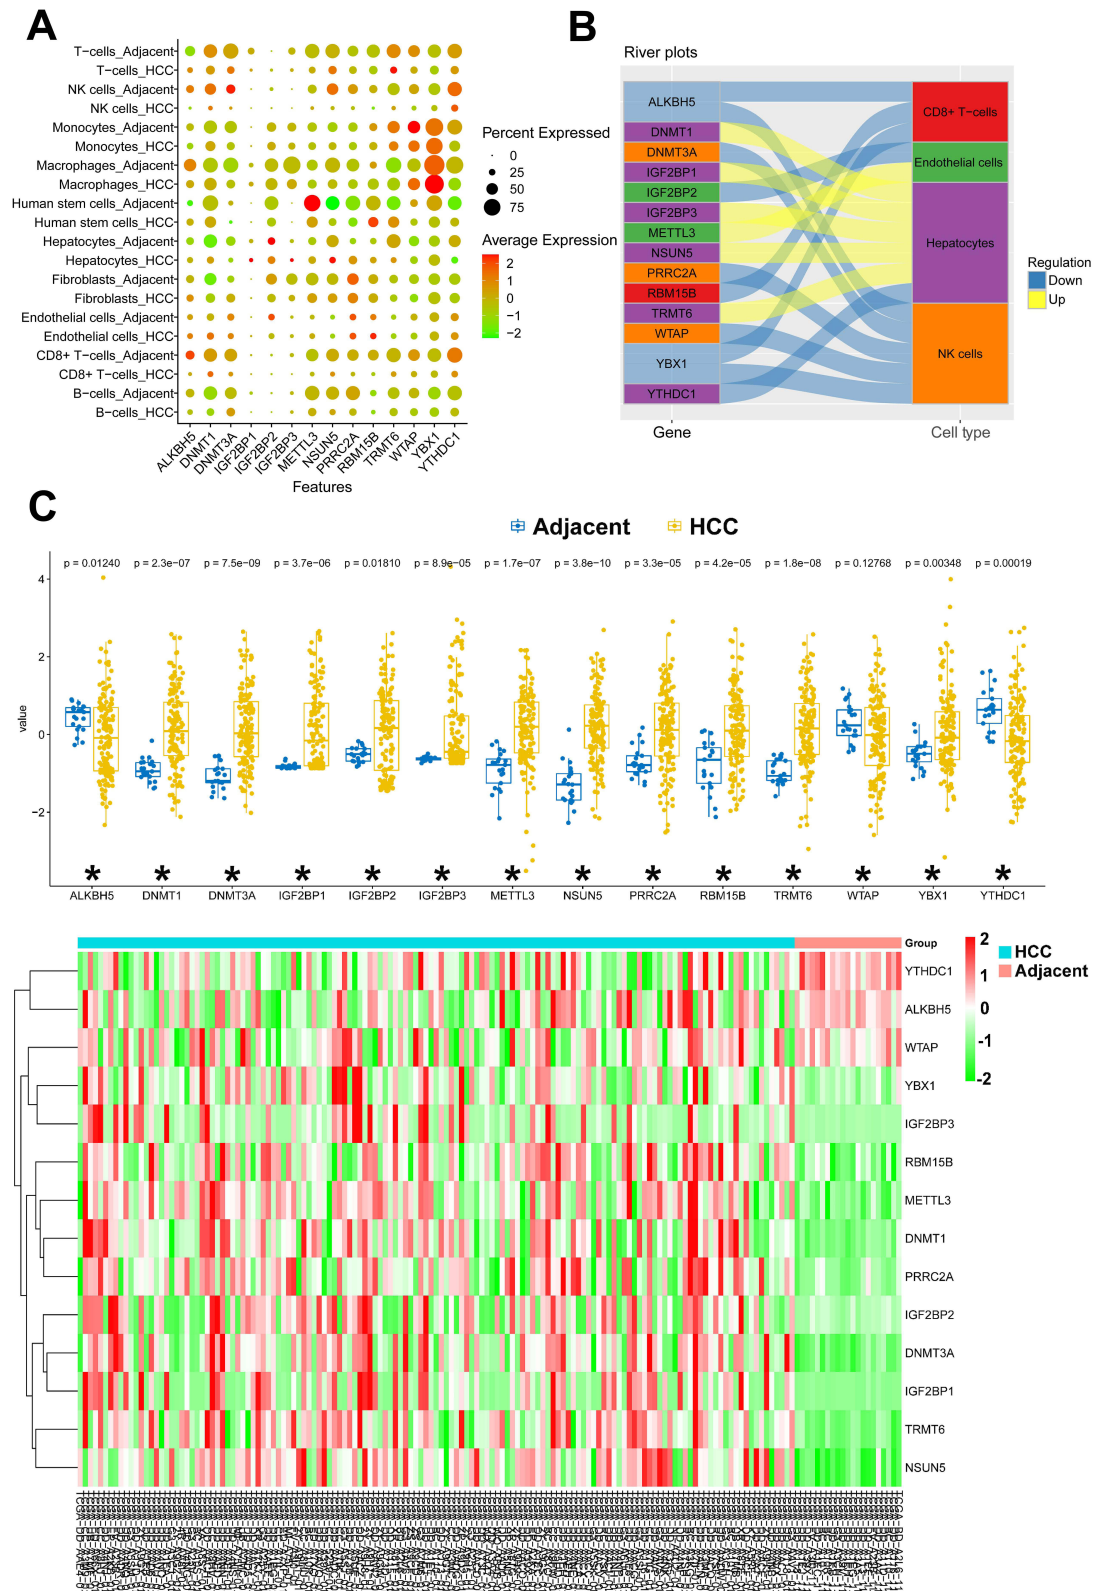 A
T-cells_Adjacent
T-cells_HCC
NK cells_Adjacent
NK cells_HCC
Monocytes_Adjacent
Monocytes_HCC
Macrophages_Adjacent
Macrophages_HCC
Human stem cells_Adjacent
Human stem cells_HCC
Hepatocytes_Adjacent
Hepatocytes_HCC
Fibroblasts_Adjacent
Fibroblasts_HCC
Endothelial cells_Adjacent
Endothelial cells_HCC
CD8+ T-cells_Adjacent
CD8+ T-cells_HCC
B-cells_Adjacent
B-cells_HCC
ALKBH5
DNMT1
DNMT3A
IGF2BP1
IGF2BP2
IGF2BP3
METTL3
NSUN5
PRRC2A
RBM15B
TRMT6
WTAP
YBX1
YTHDC1
Features
Percent Expressed
0
25
50
75
Average Expression
2
1
0
−1
−2
B
River plots
ALKBH5
DNMT1
DNMT3A
IGF2BP1
IGF2BP2
IGF2BP3
METTL3
NSUN5
PRRC2A
RBM15B
TRMT6
WTAP
YBX1
YTHDC1
CD8+ T-cells
Endothelial cells
Hepatocytes
NK cells
Gene
Cell type
Regulation
Down
Up
C
Adjacent
HCC
value
4
2
0
−2
p = 0.01240
p = 2.3e-07
p = 7.5e-09
p = 3.7e-06
p = 0.01810
p = 8.9e-05
p = 1.7e-07
p = 3.8e-10
p = 3.3e-05
p = 4.2e-05
p = 1.8e-08
p = 0.12768
p = 0.00348
p = 0.00019
* * * * * * * * * * * * * *
ALKBH5
DNMT1
DNMT3A
IGF2BP1
IGF2BP2
IGF2BP3
METTL3
NSUN5
PRRC2A
RBM15B
TRMT6
WTAP
YBX1
YTHDC1
Group
YTHDC1
ALKBH5
WTAP
YBX1
IGF2BP3
RBM15B
METTL3
DNMT1
PRRC2A
IGF2BP2
DNMT3A
IGF2BP1
TRMT6
NSUN5
2
1
0
-1
-2
HCC
Adjacent